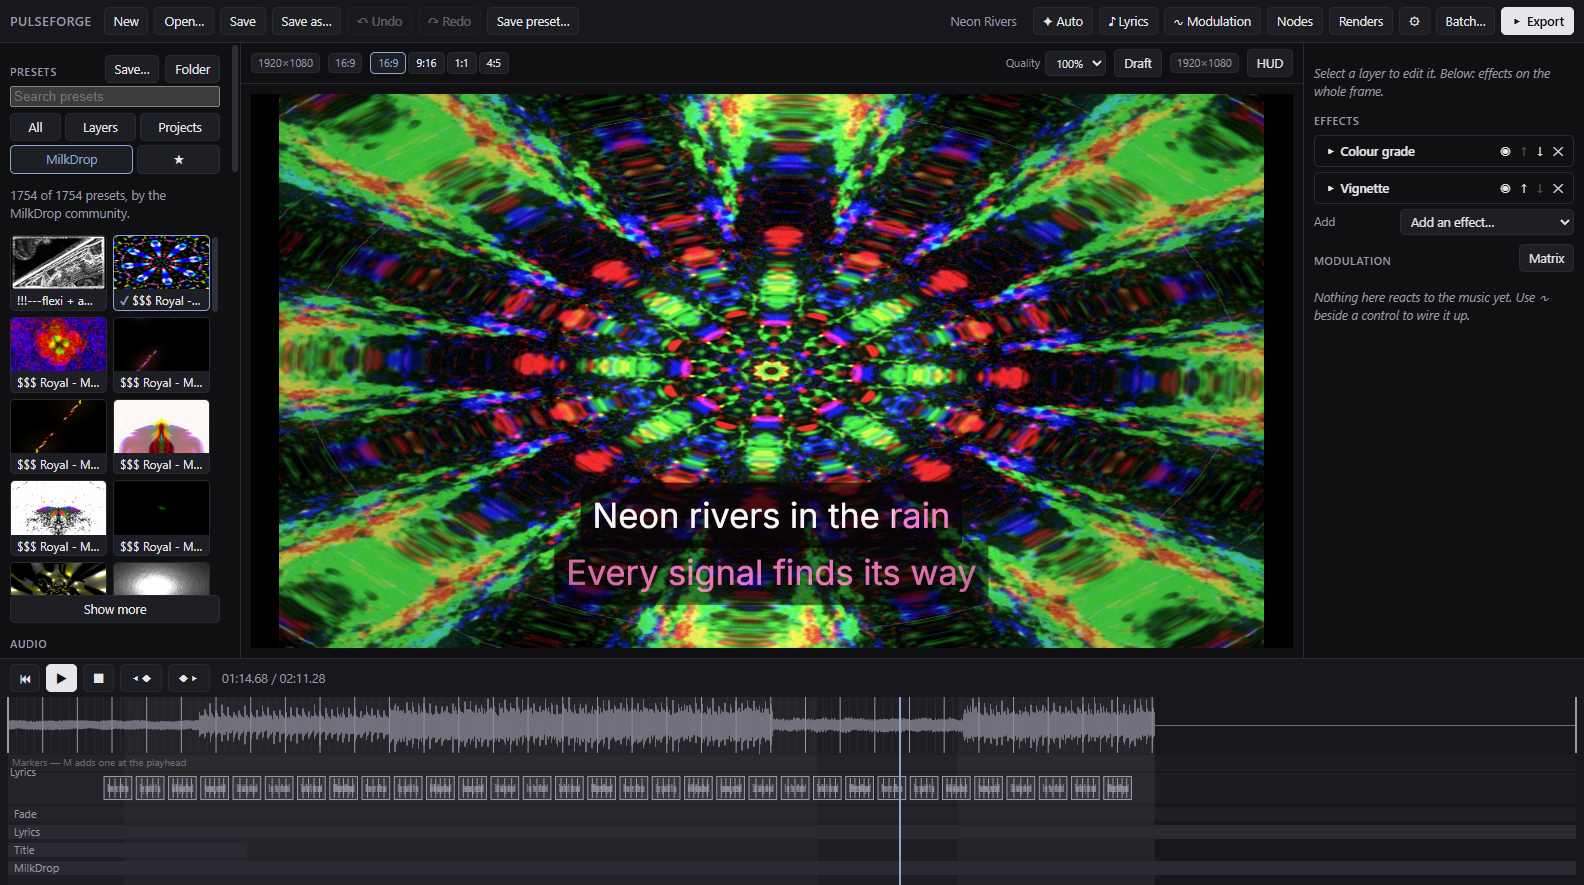 PULSEFORGE New Open... Save Save as... ↶ Undo ↷ Redo Save preset... Neon Rivers ✦ Auto ♪ Lyrics ∿ Modulation Nodes Renders ⚙ Batch... ▸ Export
PRESETS Save... Folder
Search presets
All Layers Projects
MilkDrop ★
1754 of 1754 presets, by the
MilkDrop community.
!!!---flexi + a... ✓ $$$ Royal -...
$$$ Royal - M... $$$ Royal - M...
$$$ Royal - M... $$$ Royal - M...
$$$ Royal - M... $$$ Royal - M...
Show more
AUDIO
1920×1080 16:9 16:9 9:16 1:1 4:5 Quality 100% Draft 1920×1080 HUD
Neon rivers in the rain
Every signal finds its way
Select a layer to edit it. Below: effects on the
whole frame.
EFFECTS
▸ Colour grade
▸ Vignette
Add Add an effect...
MODULATION Matrix
Nothing here reacts to the music yet. Use ∿
beside a control to wire it up.
01:14.68 / 02:11.28
Markers — M adds one at the playhead
Lyrics
Fade
Lyrics
Title
MilkDrop